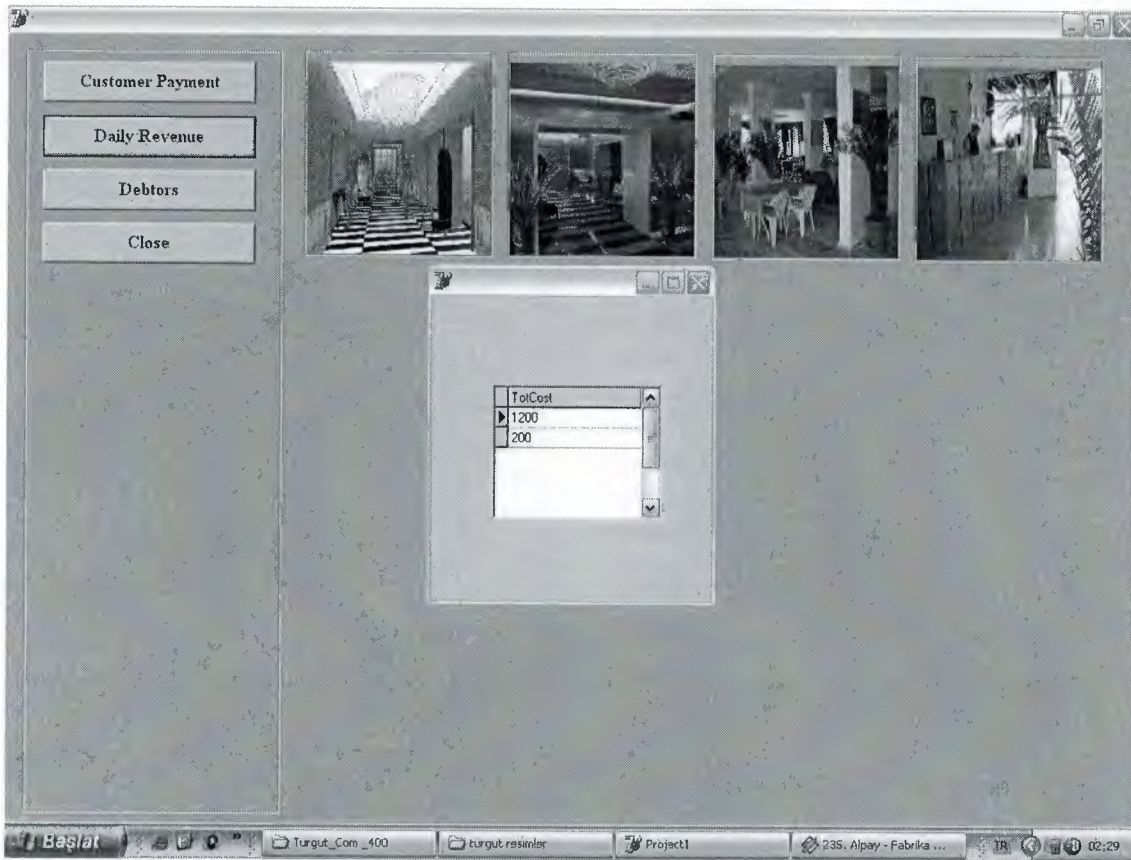 Customer Payment
Daily Revenue
Debtors
Close
TotCost
1200
200
Başlat
Turgut_Com _400
turgut resimler
Project1
235. Alpay - Fabrika ...
TR
02:29